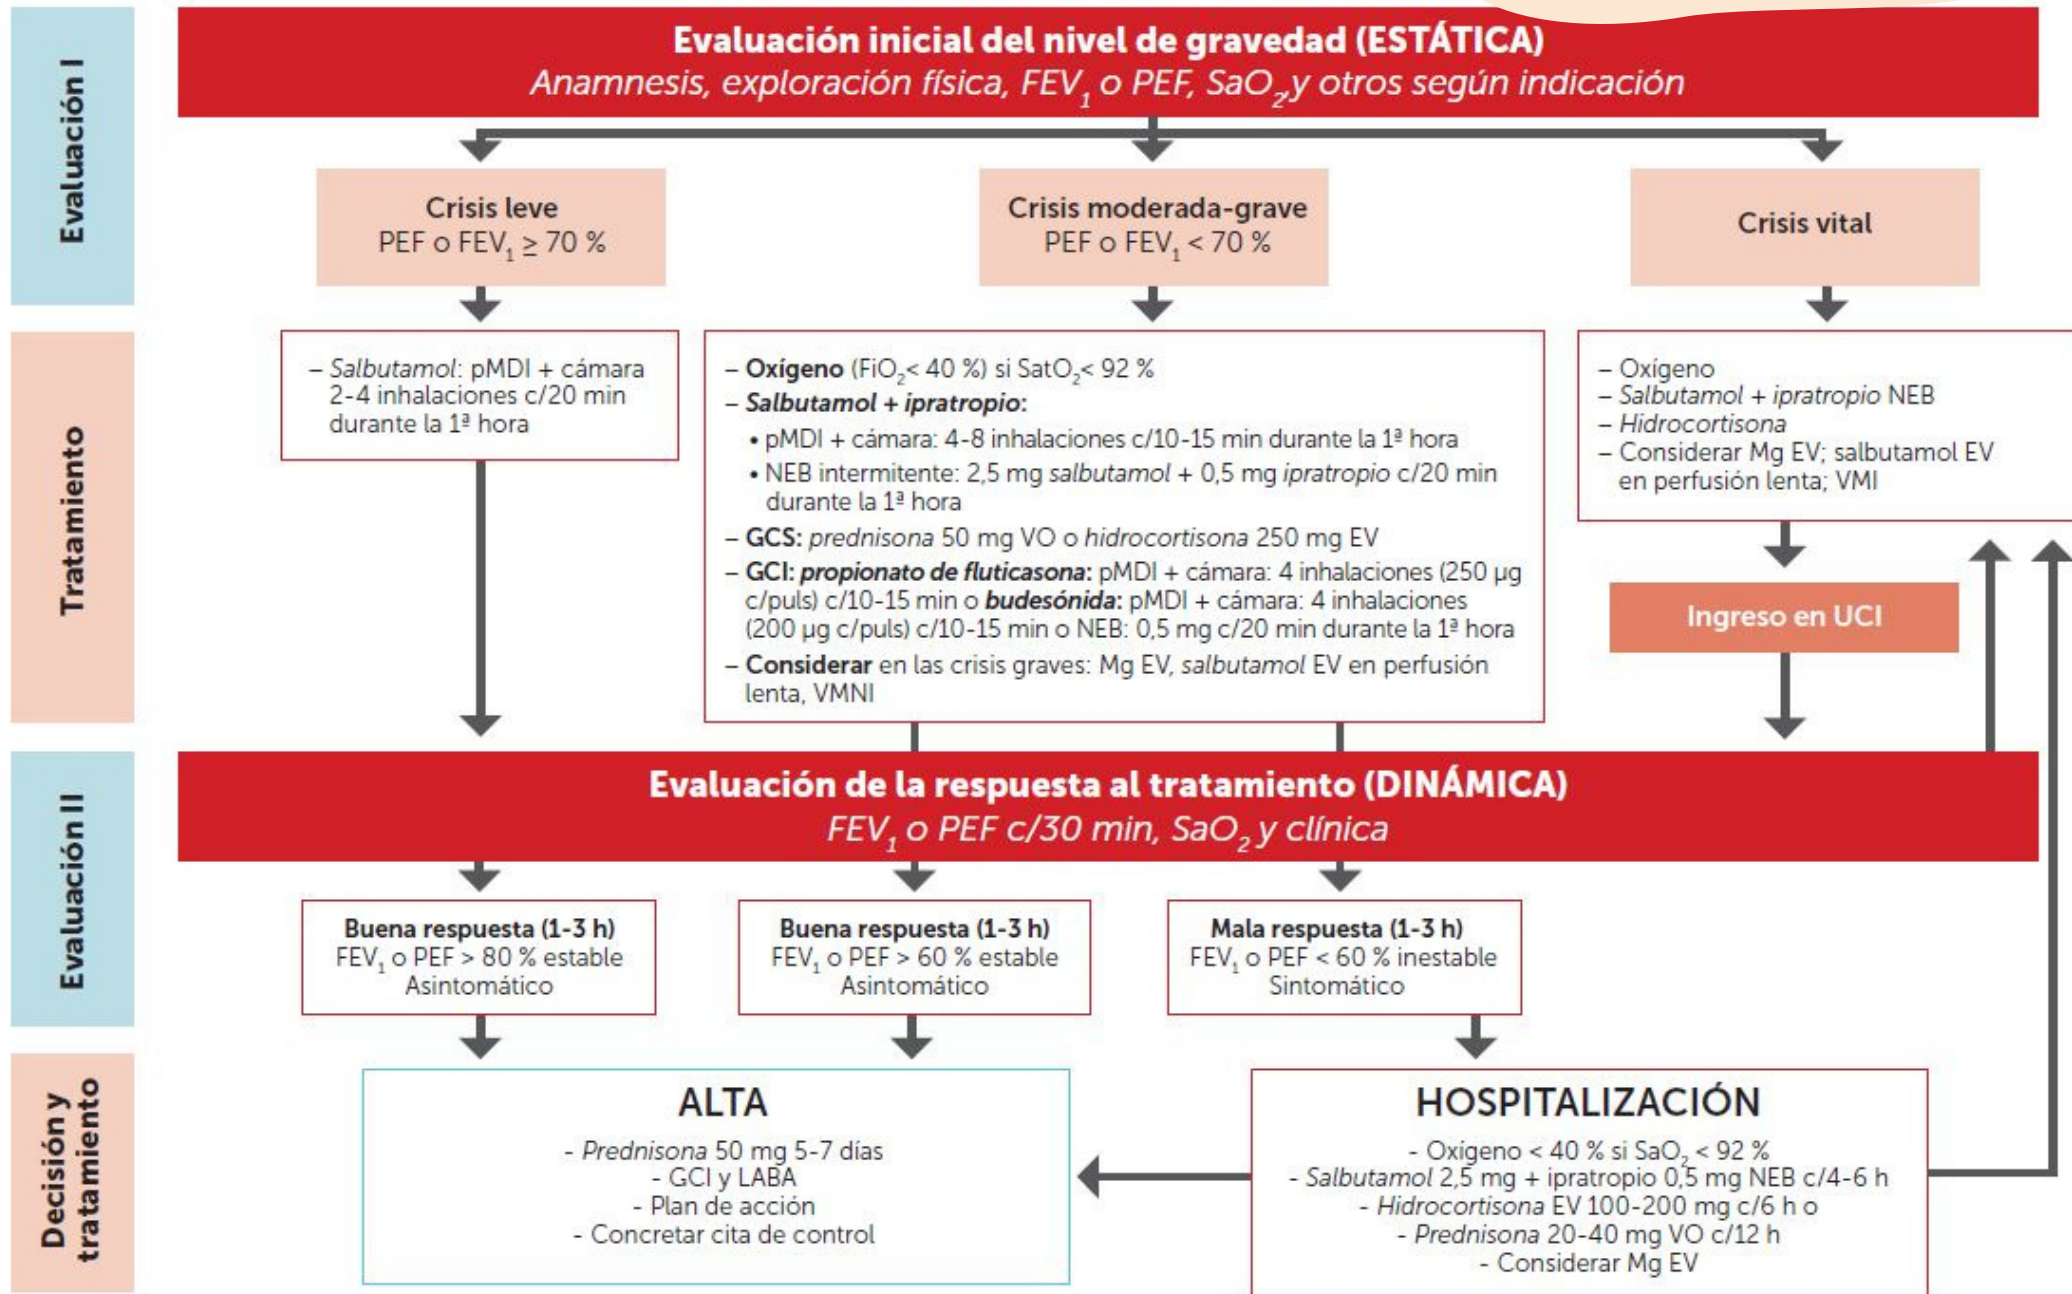 Evaluación I
Evaluación inicial del nivel de gravedad (ESTÁTICA)
Anamnesis, exploración física, FEV₁ o PEF, SaO₂,y otros según indicación
Crisis leve
PEF o FEV₁ ≥ 70 %
Crisis moderada-grave
PEF o FEV₁ < 70 %
Crisis vital
Tratamiento
– Salbutamol: pMDI + cámara
2-4 inhalaciones c/20 min
durante la 1ª hora
– Oxígeno (FiO₂< 40 %) si SatO₂< 92 %
– Salbutamol + ipratropio:
• pMDI + cámara: 4-8 inhalaciones c/10-15 min durante la 1ª hora
• NEB intermitente: 2,5 mg salbutamol + 0,5 mg ipratropio c/20 min
durante la 1ª hora
– GCS: prednisona 50 mg VO o hidrocortisona 250 mg EV
– GCI: propionato de fluticasona: pMDI + cámara: 4 inhalaciones (250 µg
c/puls) c/10-15 min o budesónida: pMDI + cámara: 4 inhalaciones
(200 µg c/puls) c/10-15 min o NEB: 0,5 mg c/20 min durante la 1ª hora
– Considerar en las crisis graves: Mg EV, salbutamol EV en perfusión
lenta, VMNI
– Oxígeno
– Salbutamol + ipratropio NEB
– Hidrocortisona
– Considerar Mg EV; salbutamol EV
en perfusión lenta; VMI
Ingreso en UCI
Evaluación II
Evaluación de la respuesta al tratamiento (DINÁMICA)
FEV₁ o PEF c/30 min, SaO₂ y clínica
Buena respuesta (1-3 h)
FEV₁ o PEF > 80 % estable
Asintomático
Buena respuesta (1-3 h)
FEV₁ o PEF > 60 % estable
Asintomático
Mala respuesta (1-3 h)
FEV₁ o PEF < 60 % inestable
Sintomático
Decisión y
tratamiento
ALTA
- Prednisona 50 mg 5-7 días
- GCI y LABA
- Plan de acción
- Concretar cita de control
HOSPITALIZACIÓN
- Oxígeno < 40 % si SaO₂ < 92 %
- Salbutamol 2,5 mg + ipratropio 0,5 mg NEB c/4-6 h
- Hidrocortisona EV 100-200 mg c/6 h o
- Prednisona 20-40 mg VO c/12 h
- Considerar Mg EV